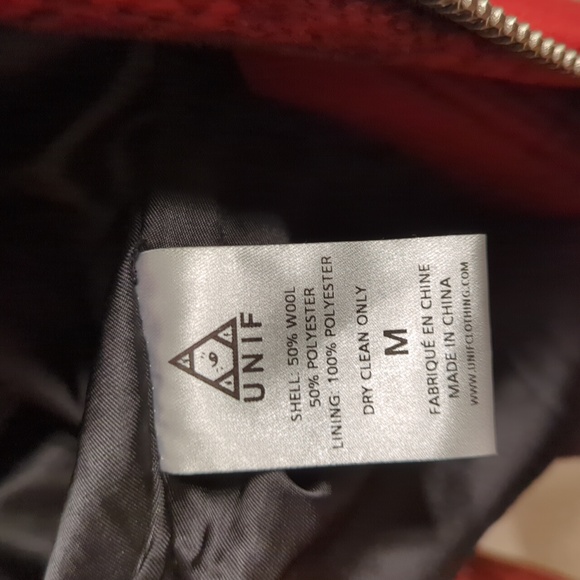 UNIF
SHELL: 50% WOOL
50% POLYESTER
LINING: 100% POLYESTER
DRY CLEAN ONLY
M
FABRIQUÉ EN CHINE
MADE IN CHINA
WWW.UNIFCLOTHING.COM